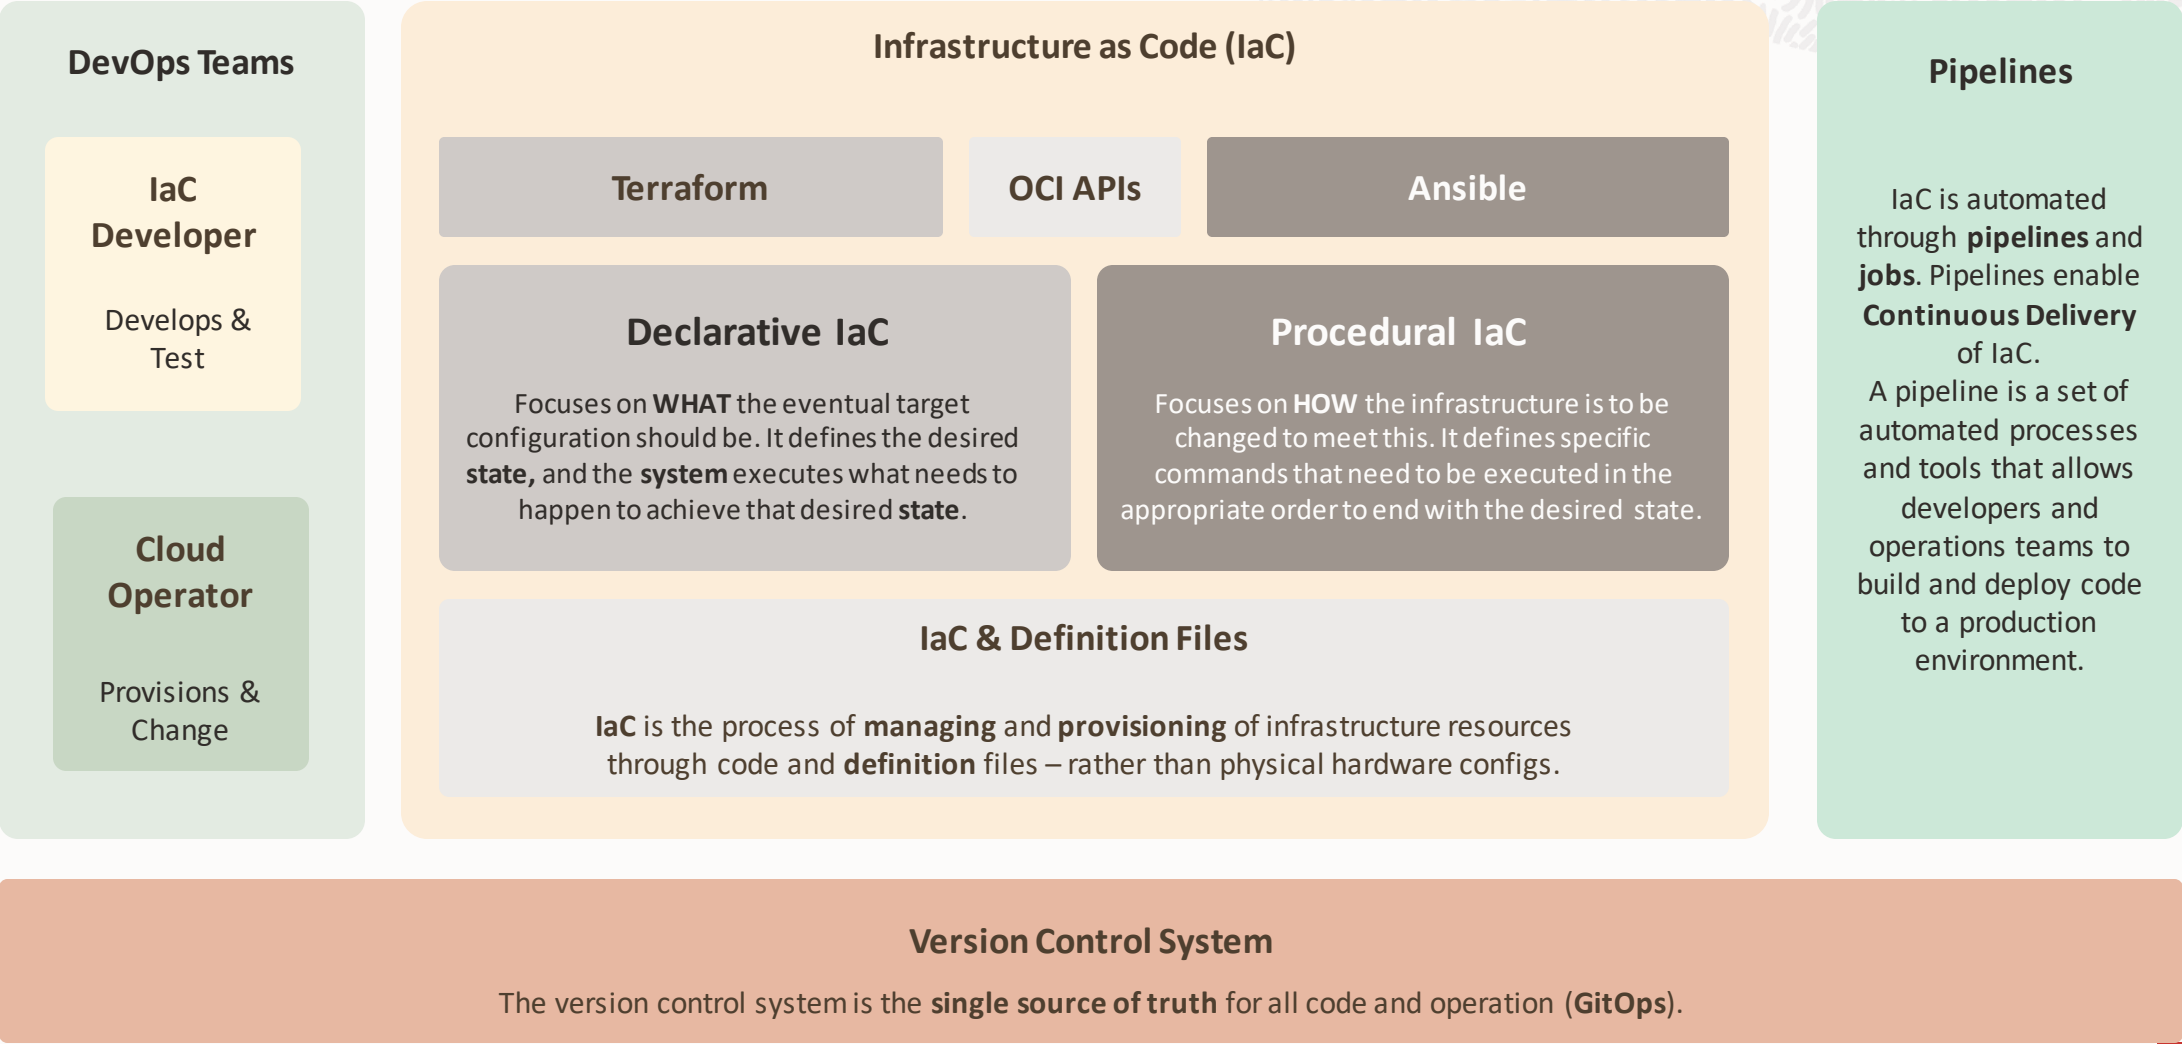 DevOps Teams
IaC
Developer
Develops &
Test
Cloud
Operator
Provisions &
Change
Infrastructure as Code (IaC)
Terraform
OCI APIs
Ansible
Declarative IaC
Focuses on WHAT the eventual target
configuration should be. It defines the desired
state, and the system executes what needs to
happen to achieve that desired state.
Procedural IaC
Focuses on HOW the infrastructure is to be
changed to meet this. It defines specific
commands that need to be executed in the
appropriate order to end with the desired state.
IaC & Definition Files
IaC is the process of managing and provisioning of infrastructure resources
through code and definition files – rather than physical hardware configs.
Pipelines
IaC is automated
through pipelines and
jobs. Pipelines enable
Continuous Delivery
of IaC.
A pipeline is a set of
automated processes
and tools that allows
developers and
operations teams to
build and deploy code
to a production
environment.
Version Control System
The version control system is the single source of truth for all code and operation (GitOps).